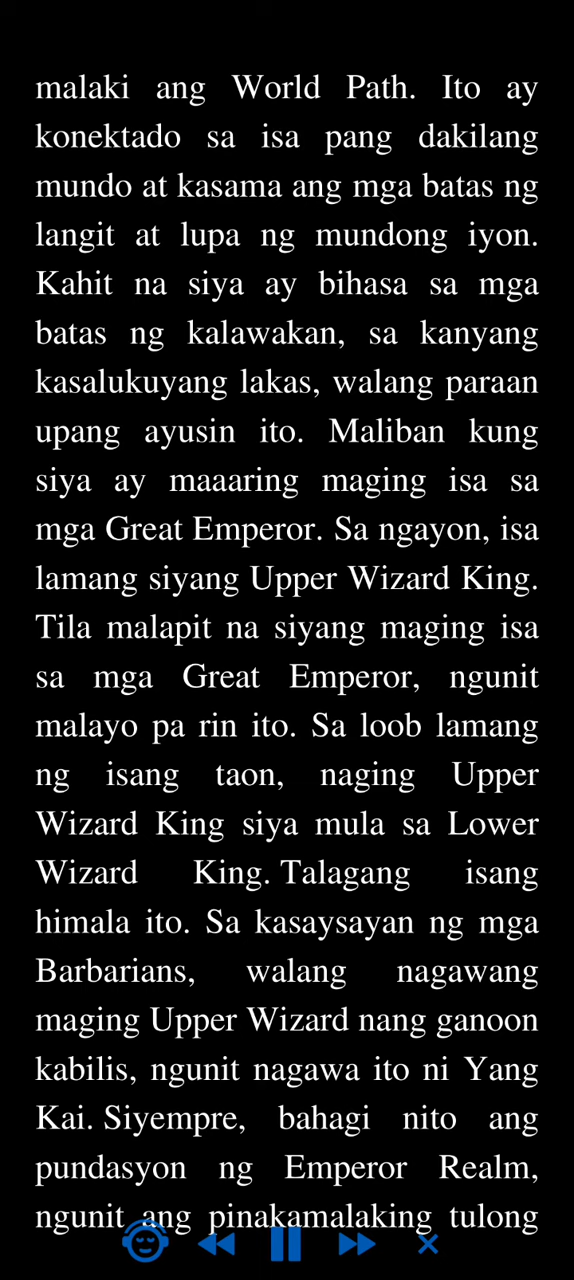 malaki ang World Path. Ito ay
konektado sa isa pang dakilang
mundo at kasama ang mga batas ng
langit at lupa ng mundong iyon.
Kahit na siya ay bihasa sa mga
batas ng kalawakan, sa kanyang
kasalukuyang lakas, walang paraan
upang ayusin ito. Maliban kung
siya ay maaaring maging isa sa
mga Great Emperor. Sa ngayon, isa
lamang siyang Upper Wizard King.
Tila malapit na siyang maging isa
sa mga Great Emperor, ngunit
malayo pa rin ito. Sa loob lamang
ng isang taon, naging Upper
Wizard King siya mula sa Lower
Wizard King. Talagang isang
himala ito. Sa kasaysayan ng mga
Barbarians, walang nagawang
maging Upper Wizard nang ganoon
kabilis, ngunit nagawa ito ni Yang
Kai. Siyempre, bahagi nito ang
pundasyon ng Emperor Realm,
ngunit ang pinakamalaking tulong